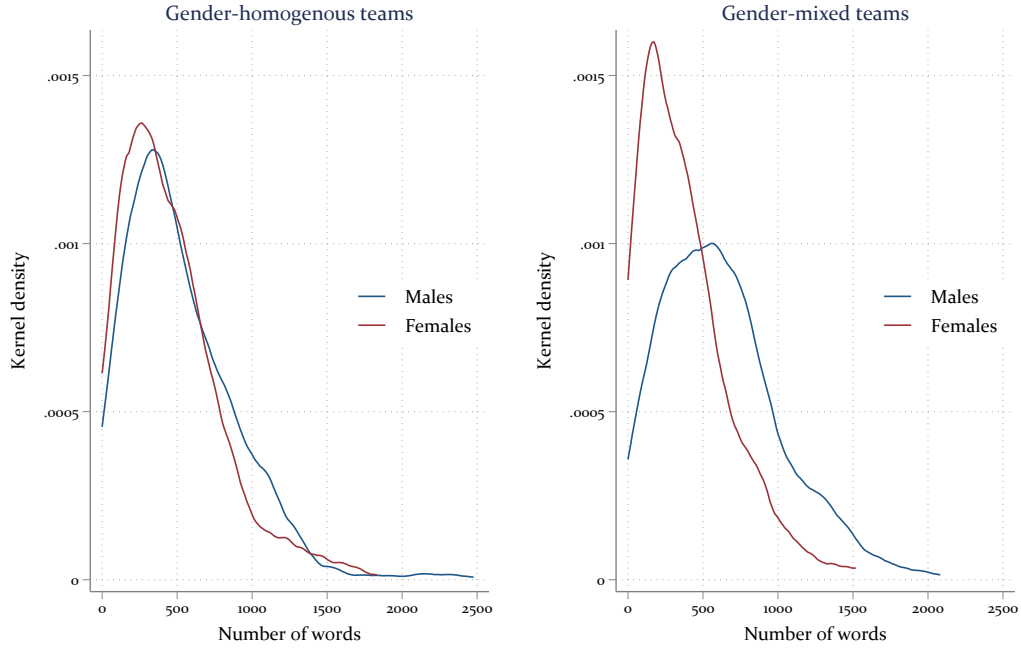 Gender-homogenous teams
Kernel density
.0015
.001
.0005
0
Males
Females
0 500 1000 1500 2000 2500
Number of words
Gender-mixed teams
Kernel density
.0015
.001
.0005
0
Males
Females
0 500 1000 1500 2000 2500
Number of words